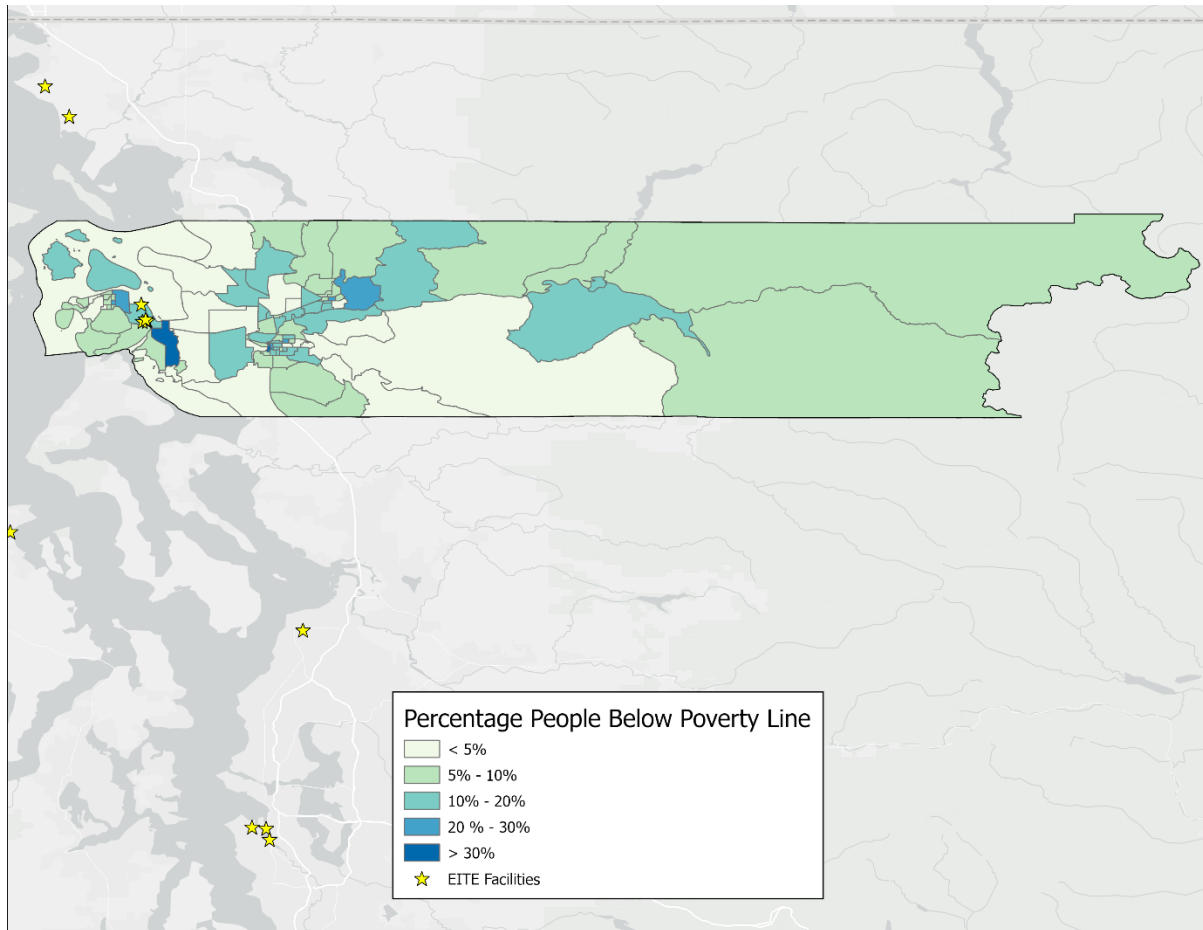 Percentage People Below Poverty Line
< 5%
5% - 10%
10% - 20%
20 % - 30%
> 30%
EITE Facilities